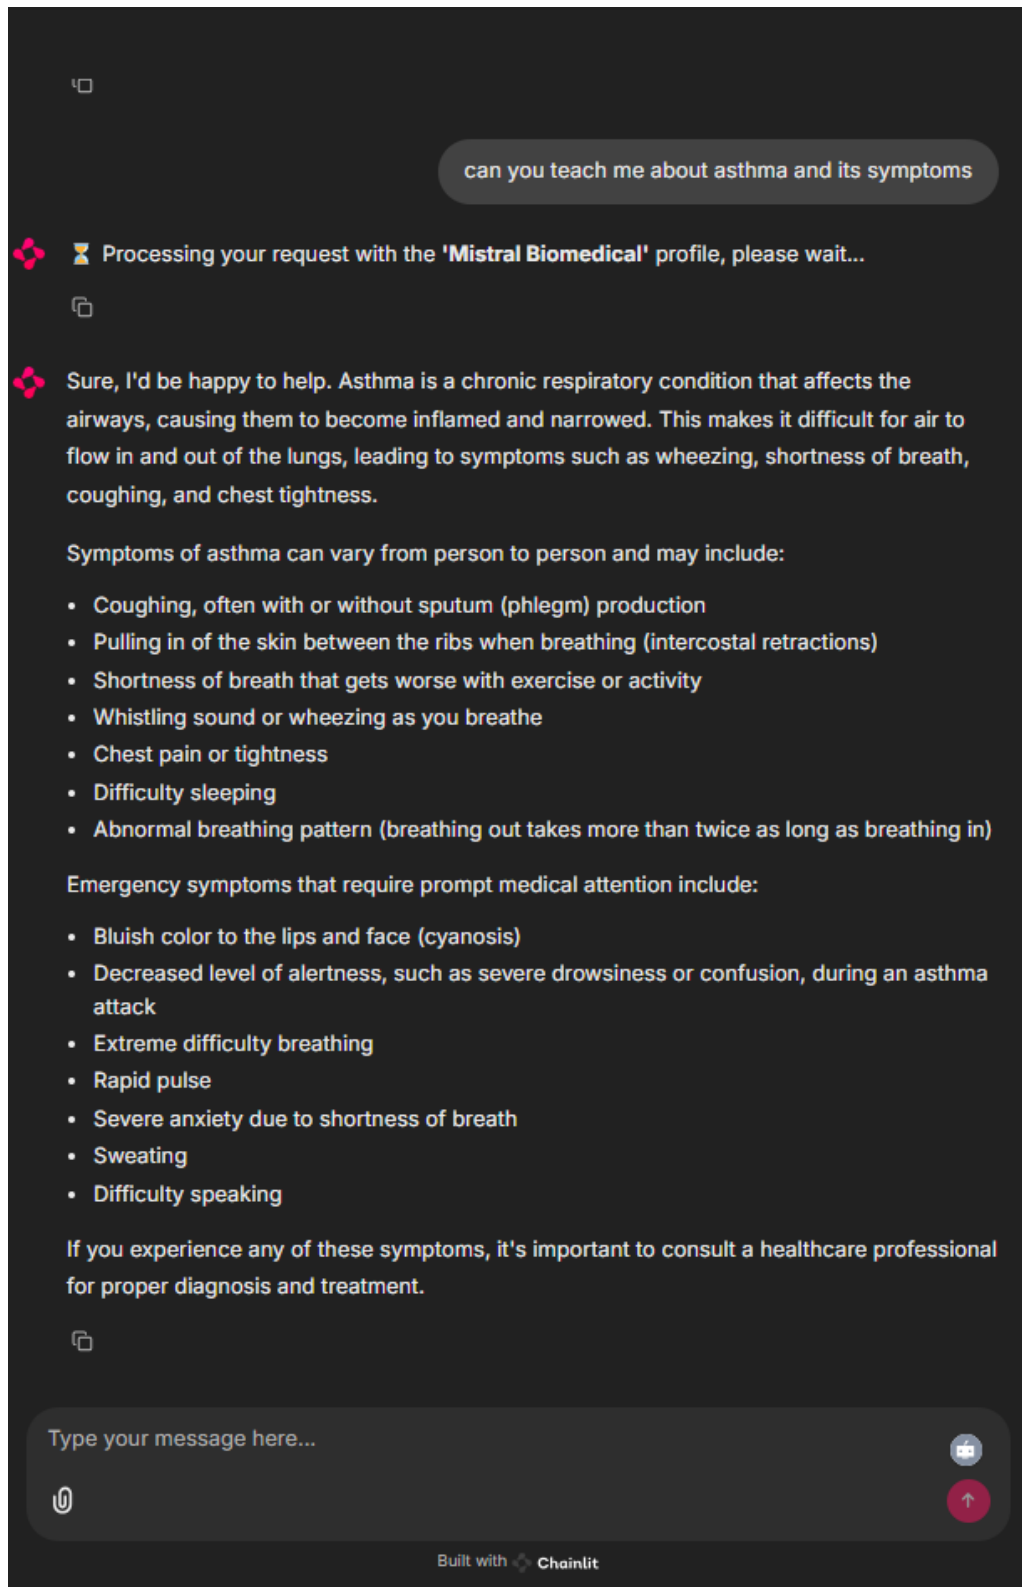 can you teach me about asthma and its symptoms
⏳ Processing your request with the 'Mistral Biomedical' profile, please wait...
Sure, I'd be happy to help. Asthma is a chronic respiratory condition that affects the
airways, causing them to become inflamed and narrowed. This makes it difficult for air to
flow in and out of the lungs, leading to symptoms such as wheezing, shortness of breath,
coughing, and chest tightness.
Symptoms of asthma can vary from person to person and may include:
• Coughing, often with or without sputum (phlegm) production
• Pulling in of the skin between the ribs when breathing (intercostal retractions)
• Shortness of breath that gets worse with exercise or activity
• Whistling sound or wheezing as you breathe
• Chest pain or tightness
• Difficulty sleeping
• Abnormal breathing pattern (breathing out takes more than twice as long as breathing in)
Emergency symptoms that require prompt medical attention include:
• Bluish color to the lips and face (cyanosis)
• Decreased level of alertness, such as severe drowsiness or confusion, during an asthma
attack
• Extreme difficulty breathing
• Rapid pulse
• Severe anxiety due to shortness of breath
• Sweating
• Difficulty speaking
If you experience any of these symptoms, it's important to consult a healthcare professional
for proper diagnosis and treatment.
Type your message here...
Built with Chainlit